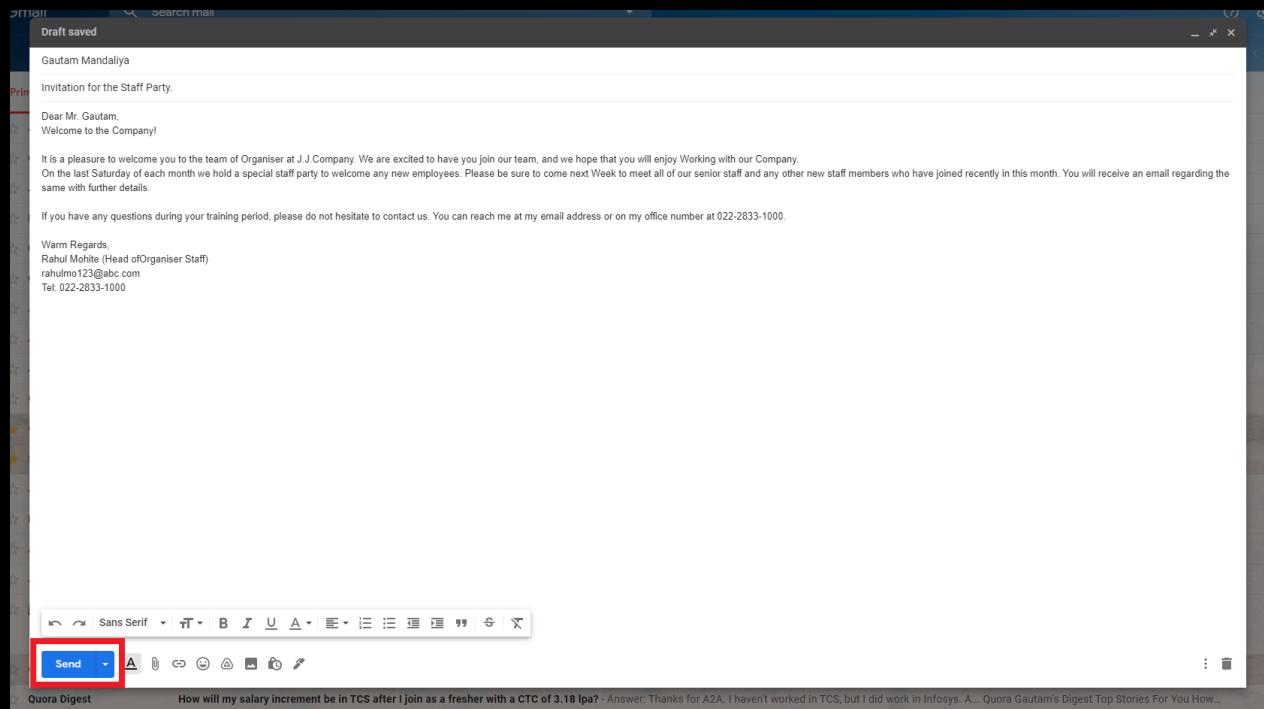 Gmail
Search mail
Draft saved
Gautam Mandaliya
Invitation for the Staff Party.
Dear Mr. Gautam,
Welcome to the Company!
It is a pleasure to welcome you to the team of Organiser at J.J.Company. We are excited to have you join our team, and we hope that you will enjoy Working with our Company.
On the last Saturday of each month we hold a special staff party to welcome any new employees. Please be sure to come next Week to meet all of our senior staff and any other new staff members who have joined recently in this month. You will receive an email regarding the
same with further details.
If you have any questions during your training period, please do not hesitate to contact us. You can reach me at my email address or on my office number at 022-2833-1000.
Warm Regards,
Rahul Mohite (Head ofOrganiser Staff)
rahulmo123@abc.com
Tel: 022-2833-1000
Sans Serif
Send
Quora Digest How will my salary increment be in TCS after I join as a fresher with a CTC of 3.18 lpa? - Answer: Thanks for A2A. I haven't worked in TCS, but I did work in Infosys. A... Quora Gautam's Digest Top Stories For You How...